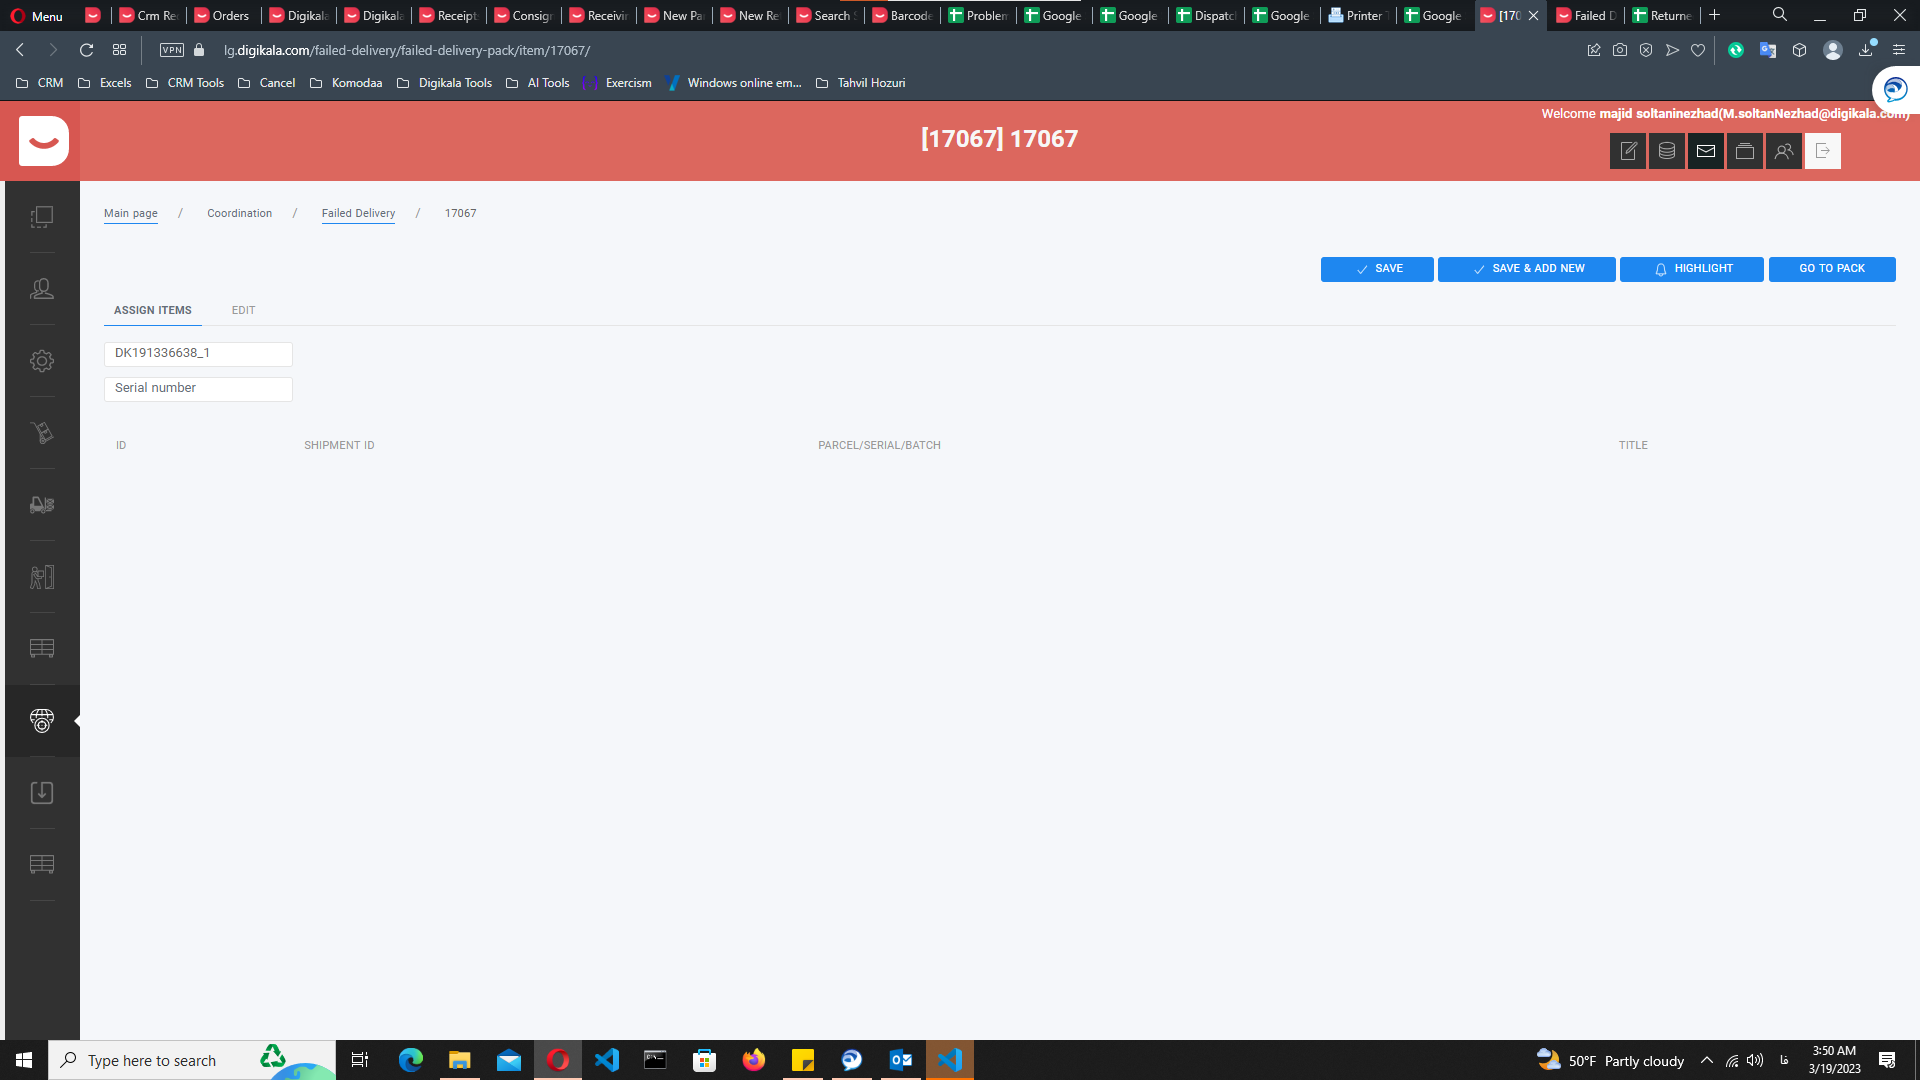 Menu
Crm Re
Orders
Digikala
Digikala
Receipt
Consign
Receivin
New Pa
New Re
Search S
Barcode
Problem
Google
Google
Dispatch
Google
Printer T
Google
[170
Failed D
Returne
VPN
lg.digikala.com/failed-delivery/failed-delivery-pack/item/17067/
CRM
Excels
CRM Tools
Cancel
Komodaa
Digikala Tools
AI Tools
Exercism
Windows online em...
Tahvil Hozuri
[17067] 17067
Welcome majid soltaninezhad(M.soltanNezhad@digikala.com)
Main page / Coordination / Failed Delivery / 17067
SAVE
SAVE & ADD NEW
HIGHLIGHT
GO TO PACK
ASSIGN ITEMS
EDIT
DK191336638_1
Serial number
ID
SHIPMENT ID
PARCEL/SERIAL/BATCH
TITLE
Type here to search
50°F Partly cloudy
فا
3:50 AM
3/19/2023